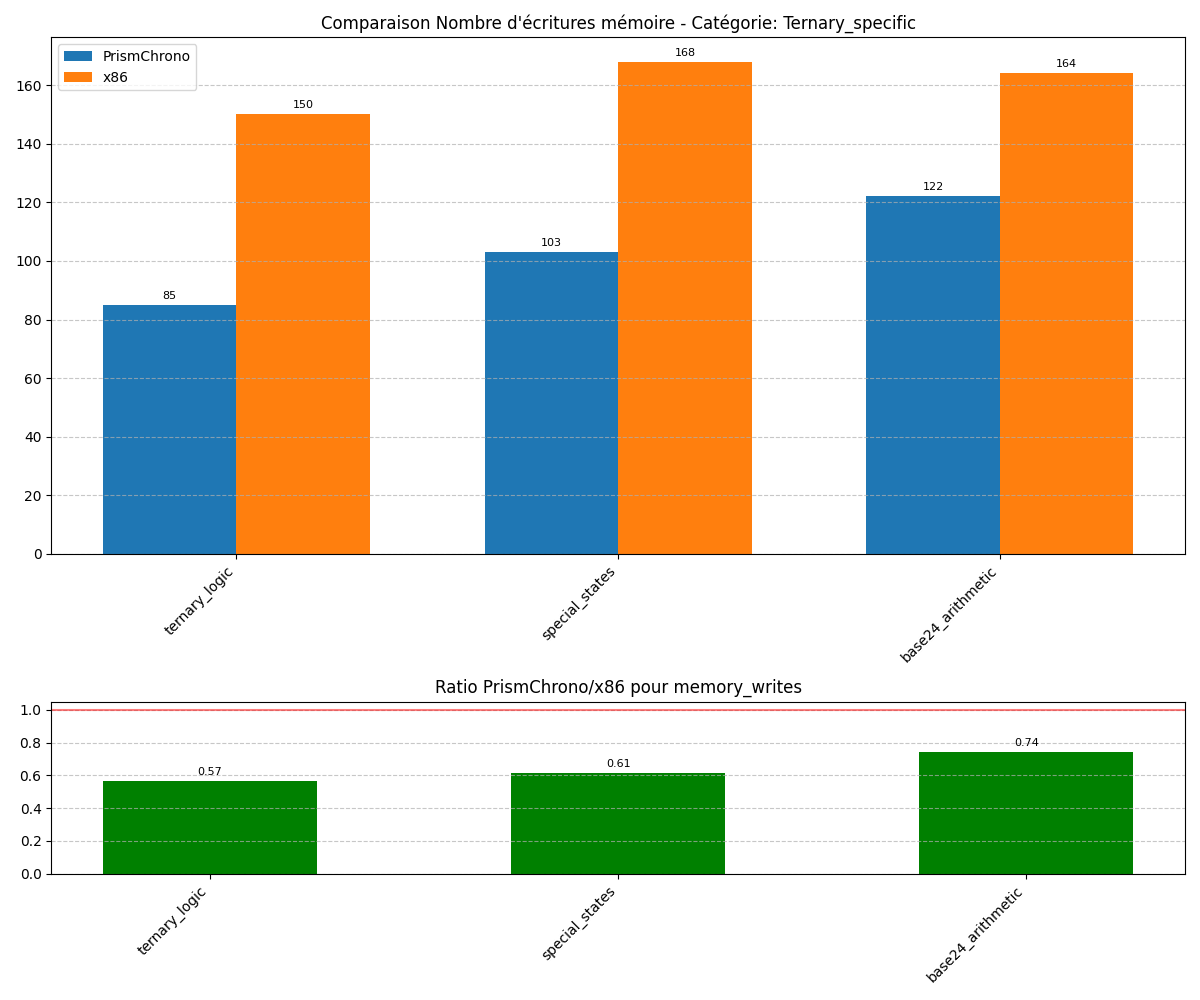 Comparaison Nombre d'écritures mémoire - Catégorie: Ternary_specific
PrismChrono
x86
160
140
120
100
80
60
40
20
0
85
150
103
168
122
164
ternary_logic
special_states
base24_arithmetic
Ratio PrismChrono/x86 pour memory_writes
1.0
0.8
0.6
0.4
0.2
0.0
0.57
0.61
0.74
ternary_logic
special_states
base24_arithmetic